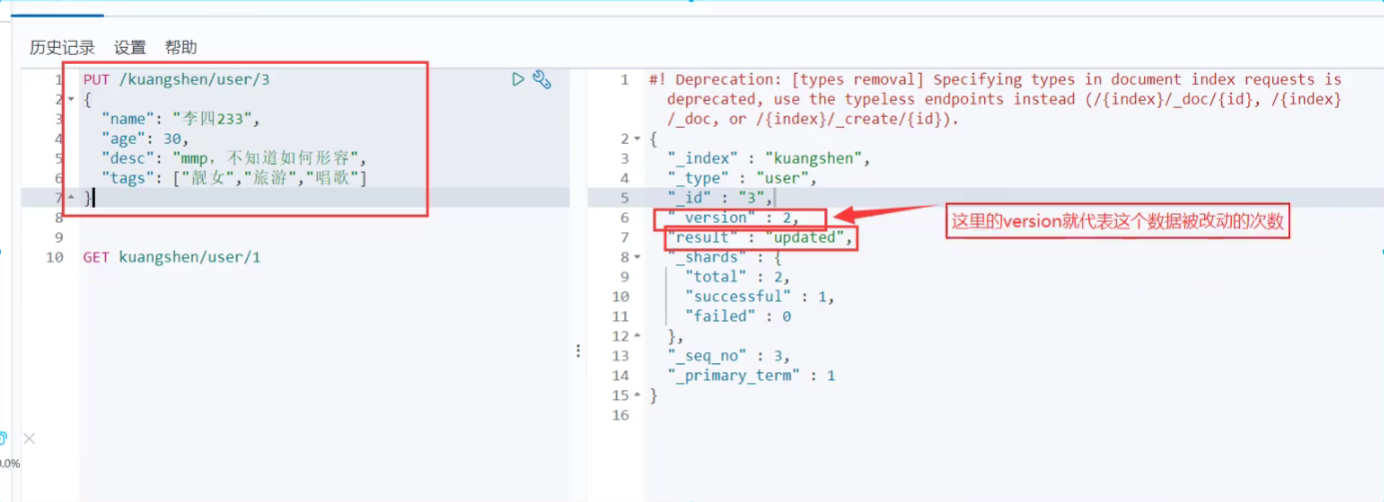 历史记录 设置 帮助
1 PUT /kuangshen/user/3
2 {
3 "name": "李四233",
4 "age": 30,
5 "desc": "mmp，不知道如何形容",
6 "tags": ["靓女","旅游","唱歌"]
7 }
8
9
10 GET kuangshen/user/1
1 #! Deprecation: [types removal] Specifying types in document index requests is
deprecated, use the typeless endpoints instead (/{index}/_doc/{id}, /{index}
/_doc, or /{index}/_create/{id}).
2 {
3 "_index" : "kuangshen",
4 "_type" : "user",
5 "_id" : "3",
6 "_version" : 2,
7 "result" : "updated",
8 "_shards" : {
9 "total" : 2,
10 "successful" : 1,
11 "failed" : 0
12 },
13 "_seq_no" : 3,
14 "_primary_term" : 1
15 }
16
这里的version就代表这个数据被改动的次数
0.0%